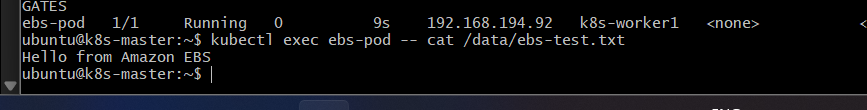 GATES
ebs-pod 1/1 Running 0 9s 192.168.194.92 k8s-worker1 <none> <
ubuntu@k8s-master:~$ kubectl exec ebs-pod -- cat /data/ebs-test.txt
Hello from Amazon EBS
ubuntu@k8s-master:~$